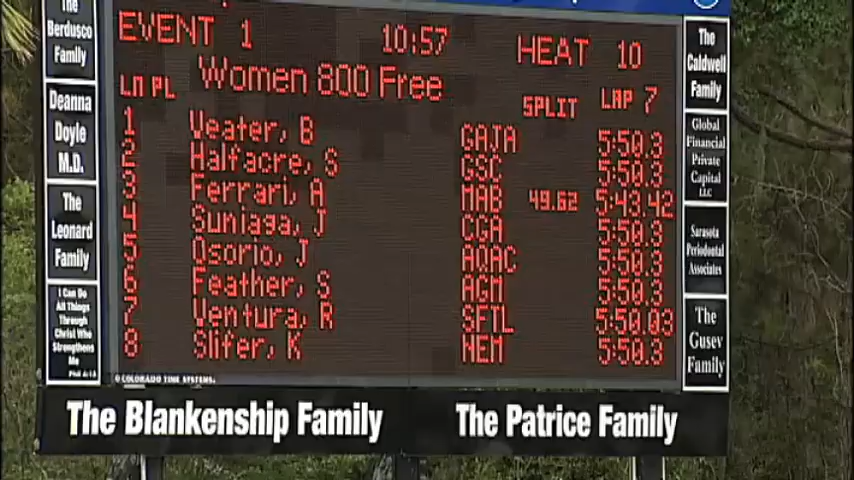 The
Berdusco
Family
Deanna
Doyle
M.D.
The
Leonard
Family
I Can Do
All Things
Through
Christ Who
Strengthens
Me
EVENT 1 10:57 HEAT 10
Women 800 Free
LN PL SPLIT LAP 7
1 Veater, B GAJA 5:50.3
2 Halfacre, S GSC 5:50.3
3 Ferrari, A MAB 49.62 5:43.42
4 Suniaga, J CGA 5:50.3
5 Osorio, J AQAC 5:50.3
6 Feather, S AGM 5:50.3
7 Ventura, R SFTL 5:50.03
8 Slifer, K NEM 5:50.3
© COLORADO TIME SYSTEMS.
The
Caldwell
Family
Global
Financial
Private
Capital
LLC
Sarasota
Periodontal
Associates
The
Gusev
Family
The Blankenship Family
The Patrice Family